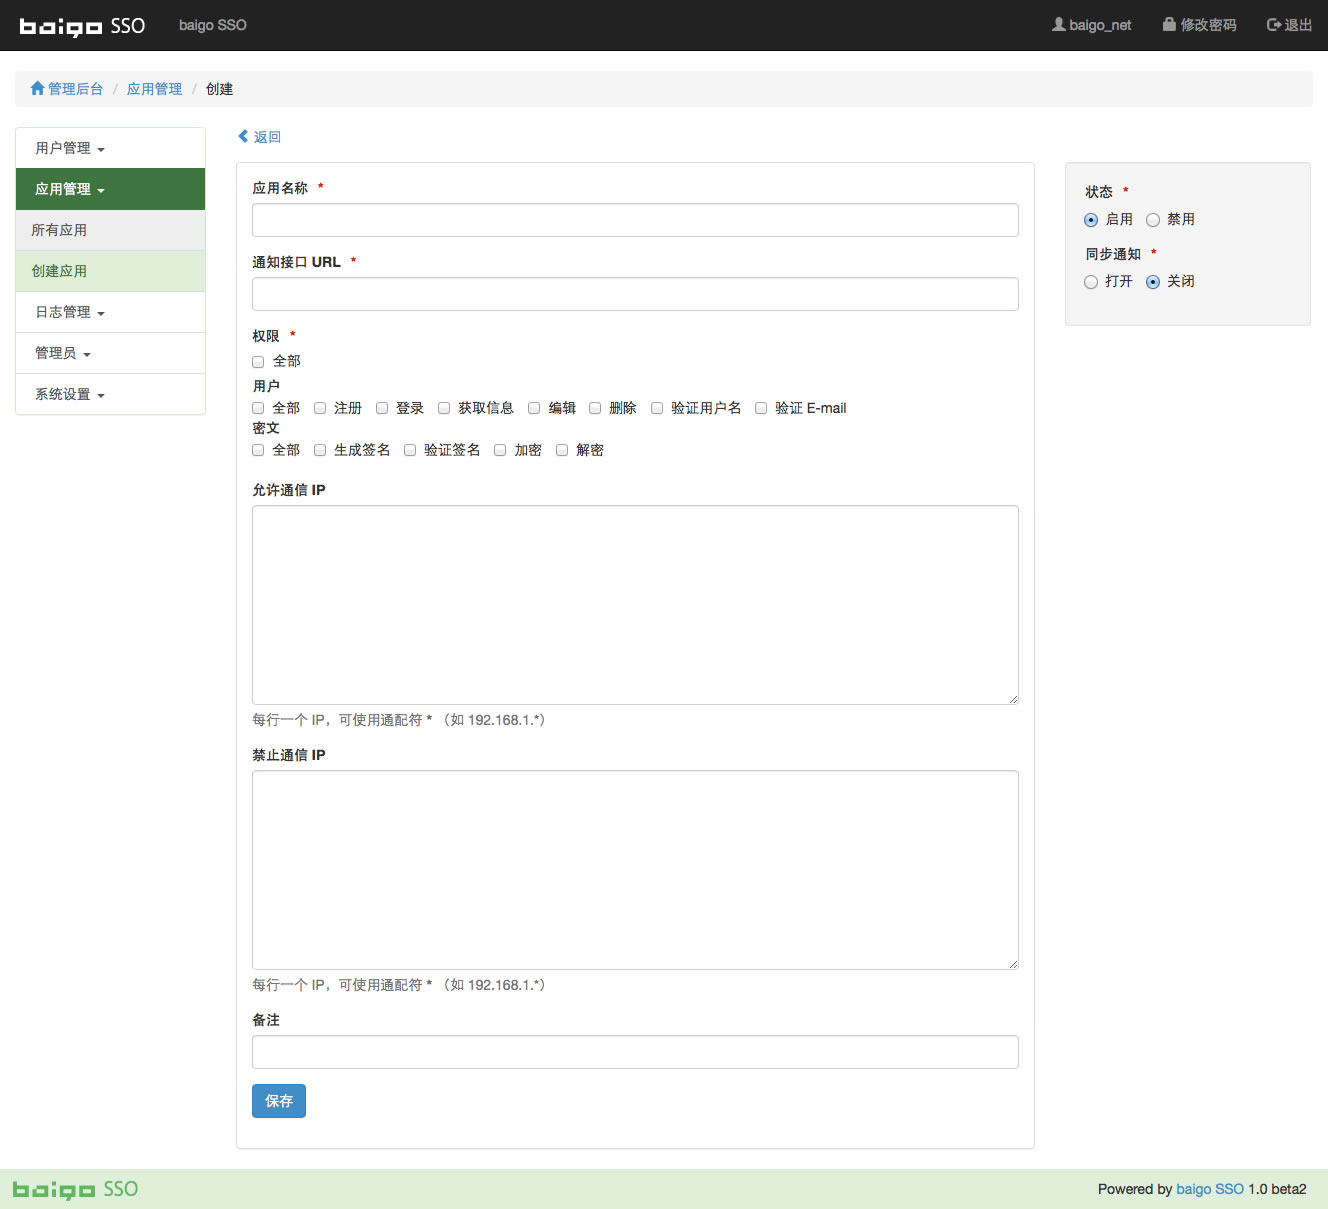 baigo SSO baigo SSO baigo_net 修改密码 退出
管理后台 / 应用管理 / 创建
用户管理
应用管理
所有应用
创建应用
日志管理
管理员
系统设置
返回
应用名称 *
通知接口 URL *
权限 *
全部
用户
全部 注册 登录 获取信息 编辑 删除 验证用户名 验证 E-mail
密文
全部 生成签名 验证签名 加密 解密
允许通信 IP
每行一个 IP，可使用通配符 * （如 192.168.1.*）
禁止通信 IP
每行一个 IP，可使用通配符 * （如 192.168.1.*）
备注
保存
状态 *
启用 禁用
同步通知 *
打开 关闭
baigo SSO Powered by baigo SSO 1.0 beta2